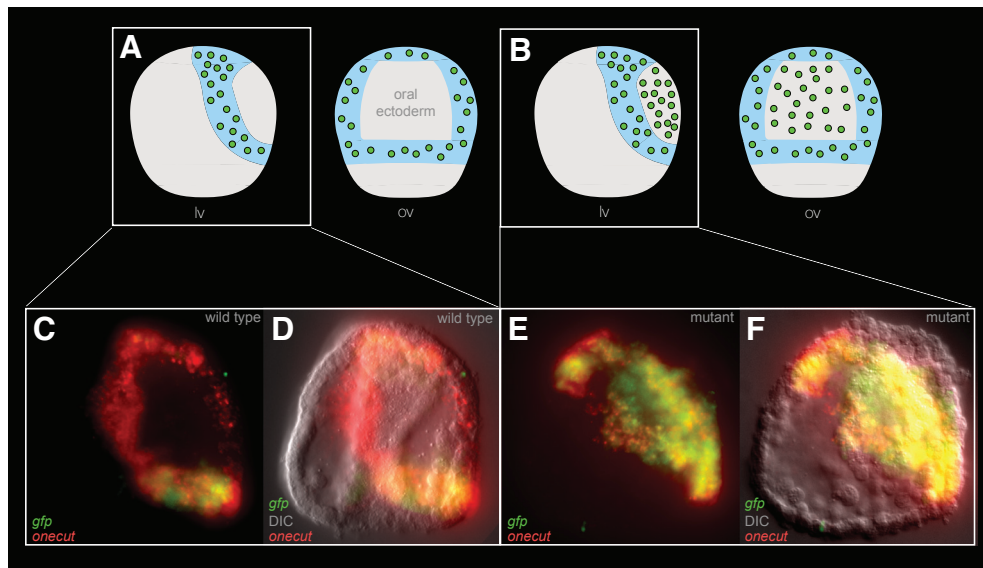 A
B
oral
ectoderm
lv
ov
lv
ov
C
wild type
D
wild type
E
mutant
F
mutant
gfp
onecut
gfp
DIC
onecut
gfp
onecut
gfp
DIC
onecut